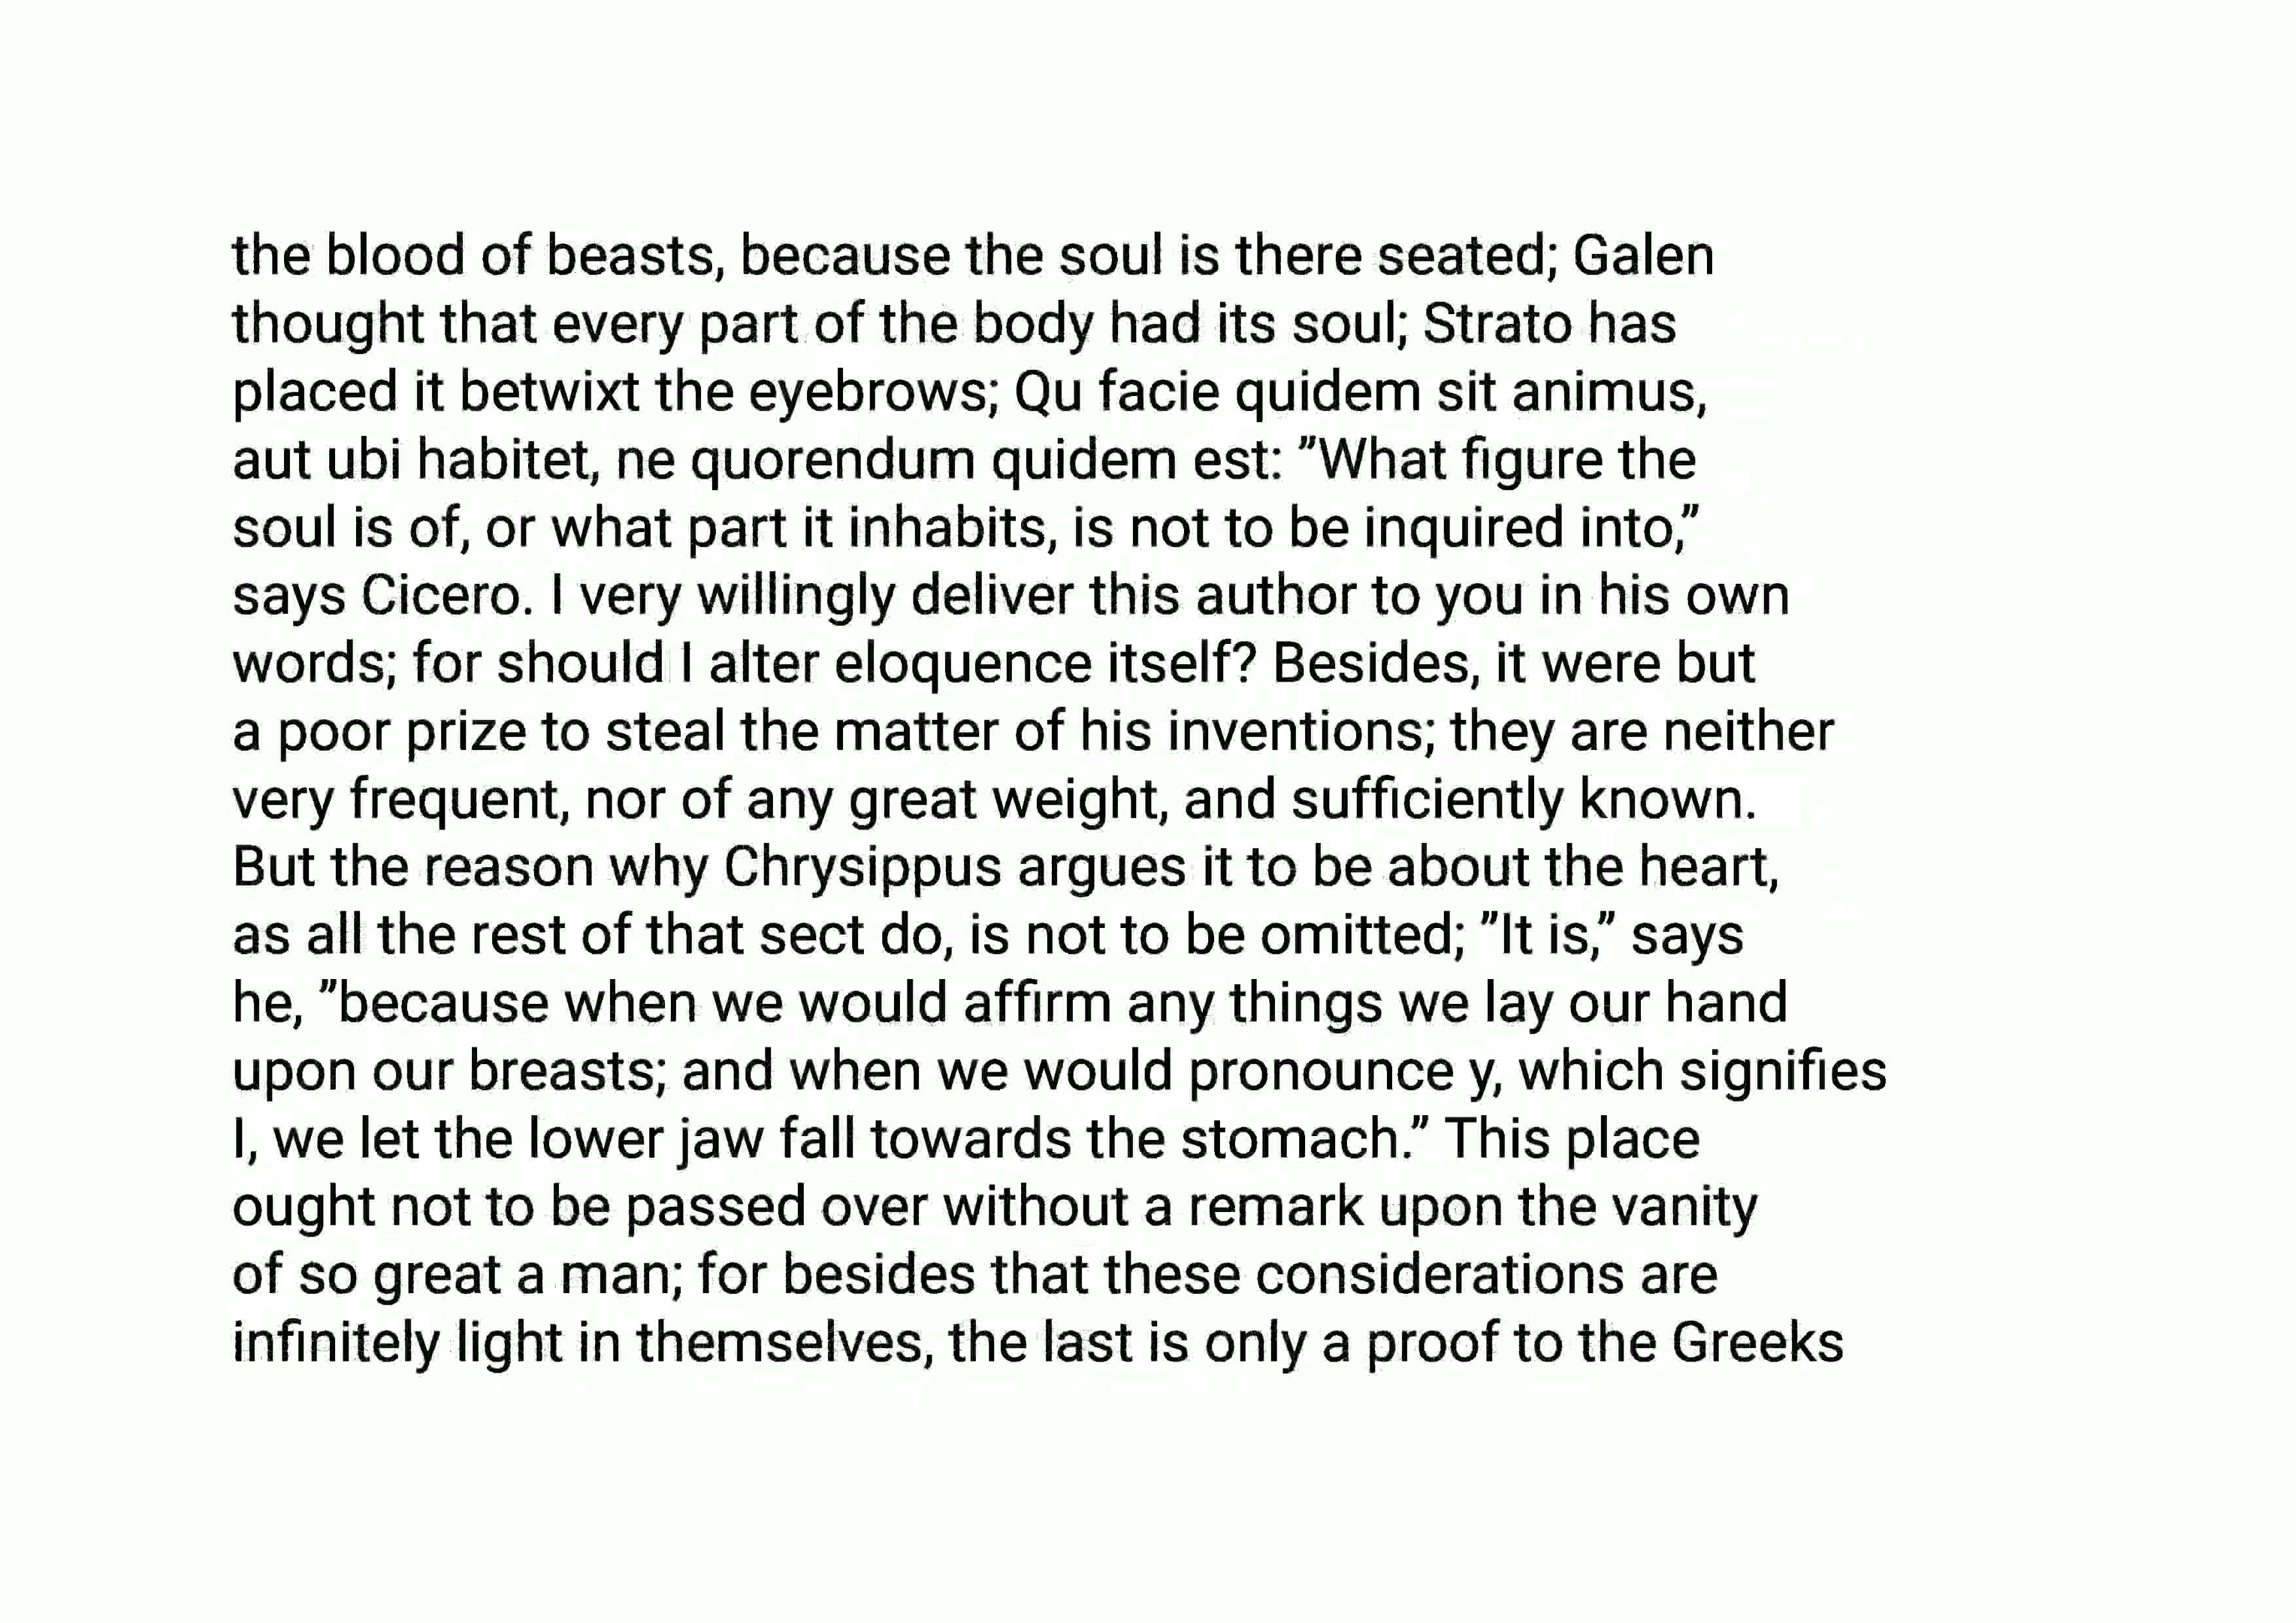 the blood of beasts, because the soul is there seated; Galen
thought that every part of the body had its soul; Strato has
placed it betwixt the eyebrows; Qu facie quidem sit animus,
aut ubi habitet, ne quorendum quidem est: ”What figure the
soul is of, or what part it inhabits, is not to be inquired into,”
says Cicero. I very willingly deliver this author to you in his own
words; for should I alter eloquence itself? Besides, it were but
a poor prize to steal the matter of his inventions; they are neither
very frequent, nor of any great weight, and sufficiently known.
But the reason why Chrysippus argues it to be about the heart,
as all the rest of that sect do, is not to be omitted; ”It is,” says
he, ”because when we would affirm any things we lay our hand
upon our breasts; and when we would pronounce y, which signifies
I, we let the lower jaw fall towards the stomach.” This place
ought not to be passed over without a remark upon the vanity
of so great a man; for besides that these considerations are
infinitely light in themselves, the last is only a proof to the Greeks